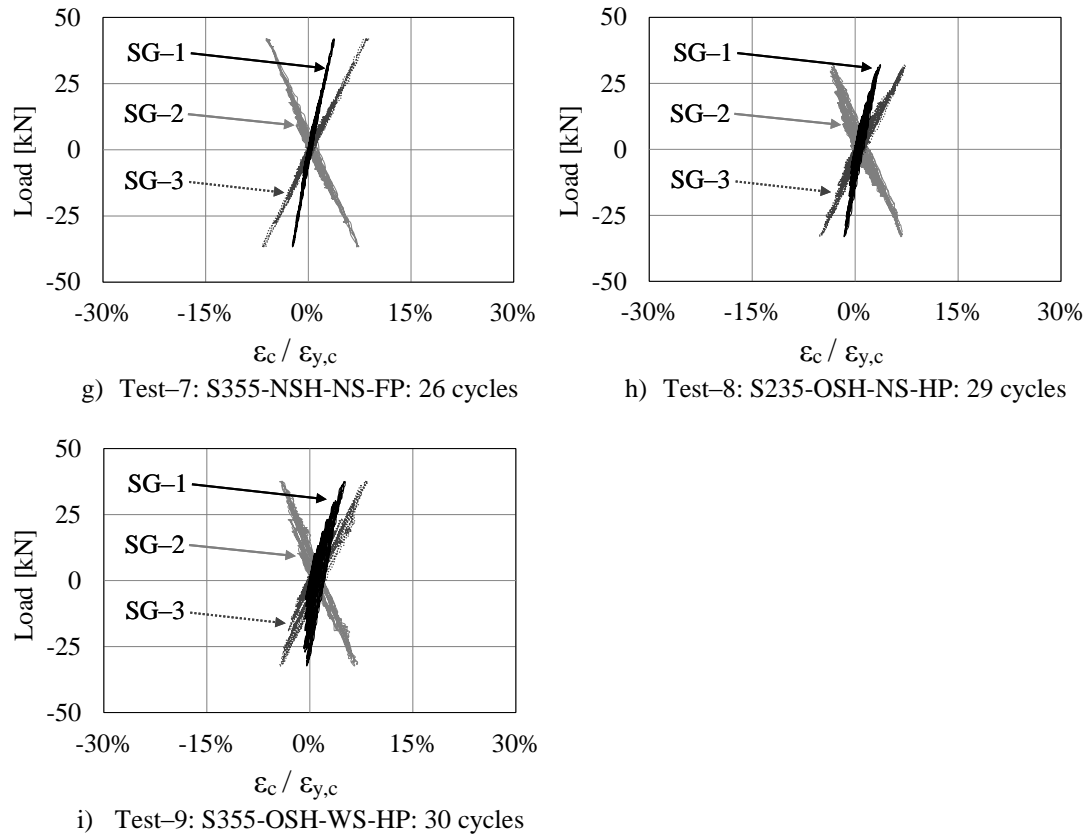 50
25
0
-25
-50
Load [kN]
SG–1
SG–2
SG–3
-30% -15% 0% 15% 30%
εc / εy,c
g) Test–7: S355-NSH-NS-FP: 26 cycles
50
25
0
-25
-50
Load [kN]
SG–1
SG–2
SG–3
-30% -15% 0% 15% 30%
εc / εy,c
h) Test–8: S235-OSH-NS-HP: 29 cycles
50
25
0
-25
-50
Load [kN]
SG–1
SG–2
SG–3
-30% -15% 0% 15% 30%
εc / εy,c
i) Test–9: S355-OSH-WS-HP: 30 cycles